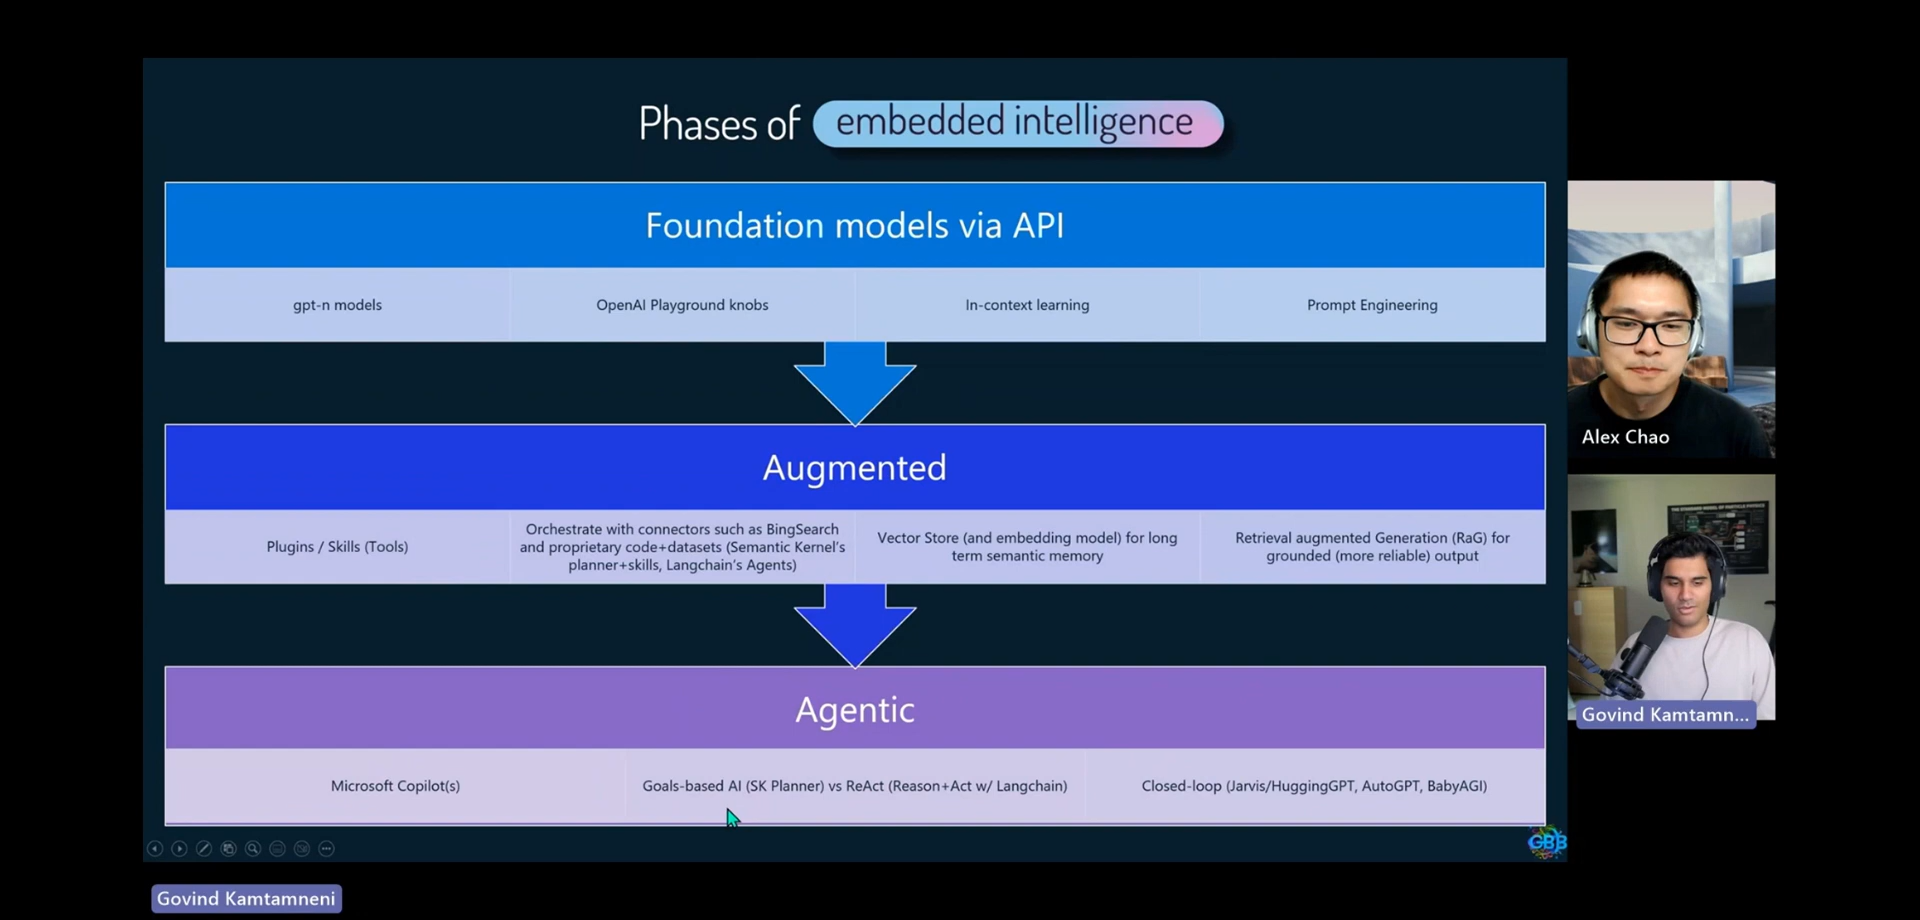 Phases of embedded intelligence
Foundation models via API
gpt-n models
OpenAI Playground knobs
In-context learning
Prompt Engineering
Augmented
Plugins / Skills (Tools)
Orchestrate with connectors such as BingSearch
and proprietary code+datasets (Semantic Kernel's
planner+skills, Langchain's Agents)
Vector Store (and embedding model) for long
term semantic memory
Retrieval augmented Generation (RaG) for
grounded (more reliable) output
Agentic
Microsoft Copilot(s)
Goals-based AI (SK Planner) vs ReAct (Reason+Act w/ Langchain)
Closed-loop (Jarvis/HuggingGPT, AutoGPT, BabyAGI)
GBB
Alex Chao
Govind Kamtamn...
Govind Kamtamneni